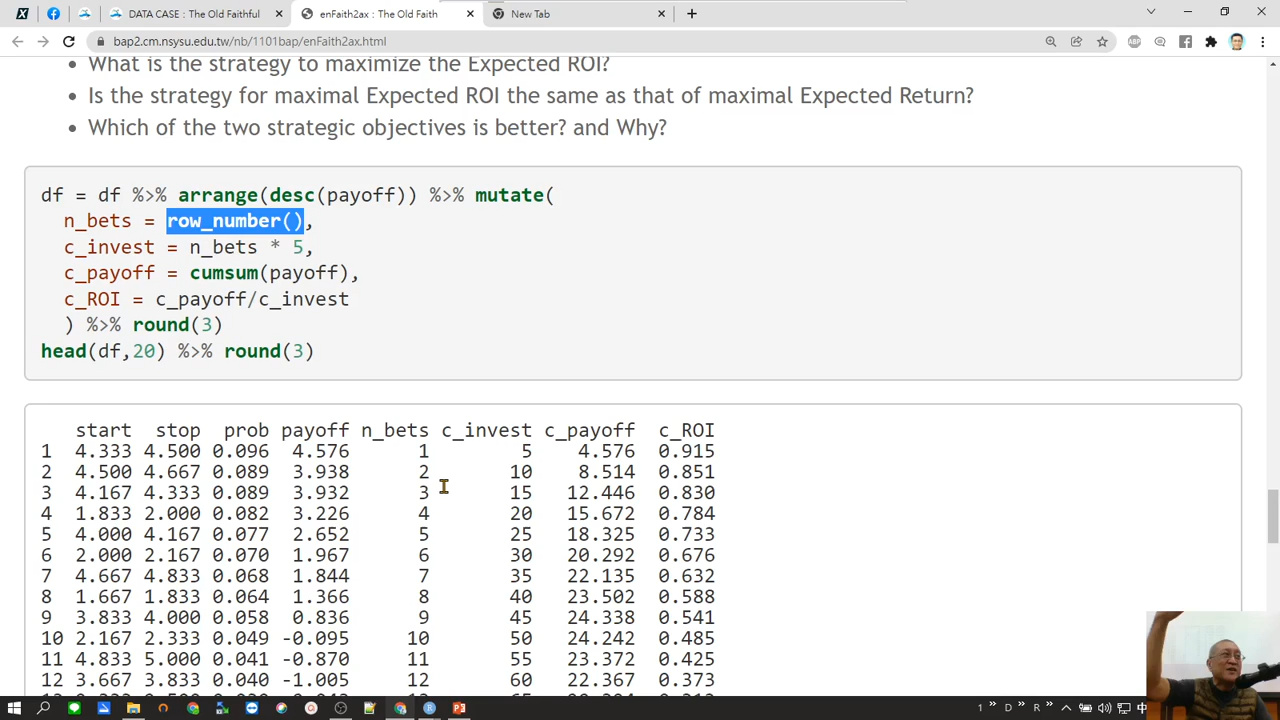 DATA CASE : The Old Faithful
enFaith2ax : The Old Faith
New Tab
bap2.cm.nsysu.edu.tw/nb/1101bap/enFaith2ax.html
ABP
What is the strategy to maximize the Expected ROI?
Is the strategy for maximal Expected ROI the same as that of maximal Expected Return?
Which of the two strategic objectives is better? and Why?
df = df %>% arrange(desc(payoff)) %>% mutate(
n_bets = row_number(),
c_invest = n_bets * 5,
c_payoff = cumsum(payoff),
c_ROI = c_payoff/c_invest
) %>% round(3)
head(df,20) %>% round(3)
start stop prob payoff n_bets c_invest c_payoff c_ROI
1 4.333 4.500 0.096 4.576 1 5 4.576 0.915
2 4.500 4.667 0.089 3.938 2 10 8.514 0.851
3 4.167 4.333 0.089 3.932 3 15 12.446 0.830
4 1.833 2.000 0.082 3.226 4 20 15.672 0.784
5 4.000 4.167 0.077 2.652 5 25 18.325 0.733
6 2.000 2.167 0.070 1.967 6 30 20.292 0.676
7 4.667 4.833 0.068 1.844 7 35 22.135 0.632
8 1.667 1.833 0.064 1.366 8 40 23.502 0.588
9 3.833 4.000 0.058 0.836 9 45 24.338 0.541
10 2.167 2.333 0.049 -0.095 10 50 24.242 0.485
11 4.833 5.000 0.041 -0.870 11 55 23.372 0.425
12 3.667 3.833 0.040 -1.005 12 60 22.367 0.373
1 » D » R » 中